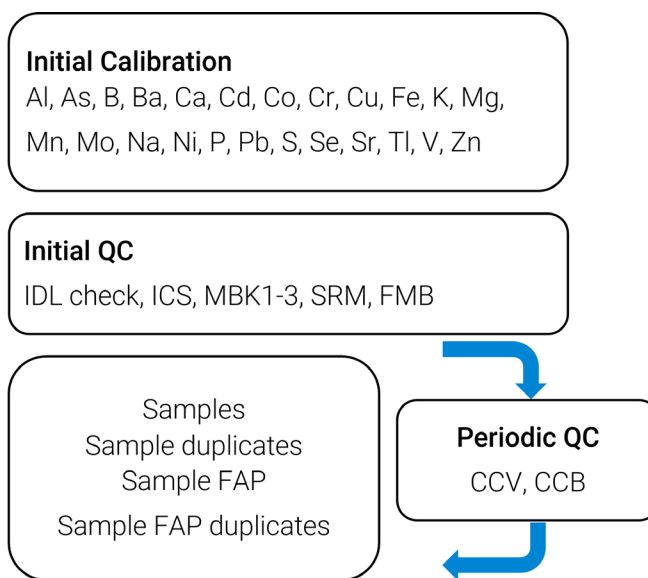 Initial Calibration
Al, As, B, Ba, Ca, Cd, Co, Cr, Cu, Fe, K, Mg,
Mn, Mo, Na, Ni, P, Pb, S, Se, Sr, Tl, V, Zn
Initial QC
IDL check, ICS, MBK1-3, SRM, FMB
Samples
Sample duplicates
Sample FAP
Sample FAP duplicates
Periodic QC
CCV, CCB